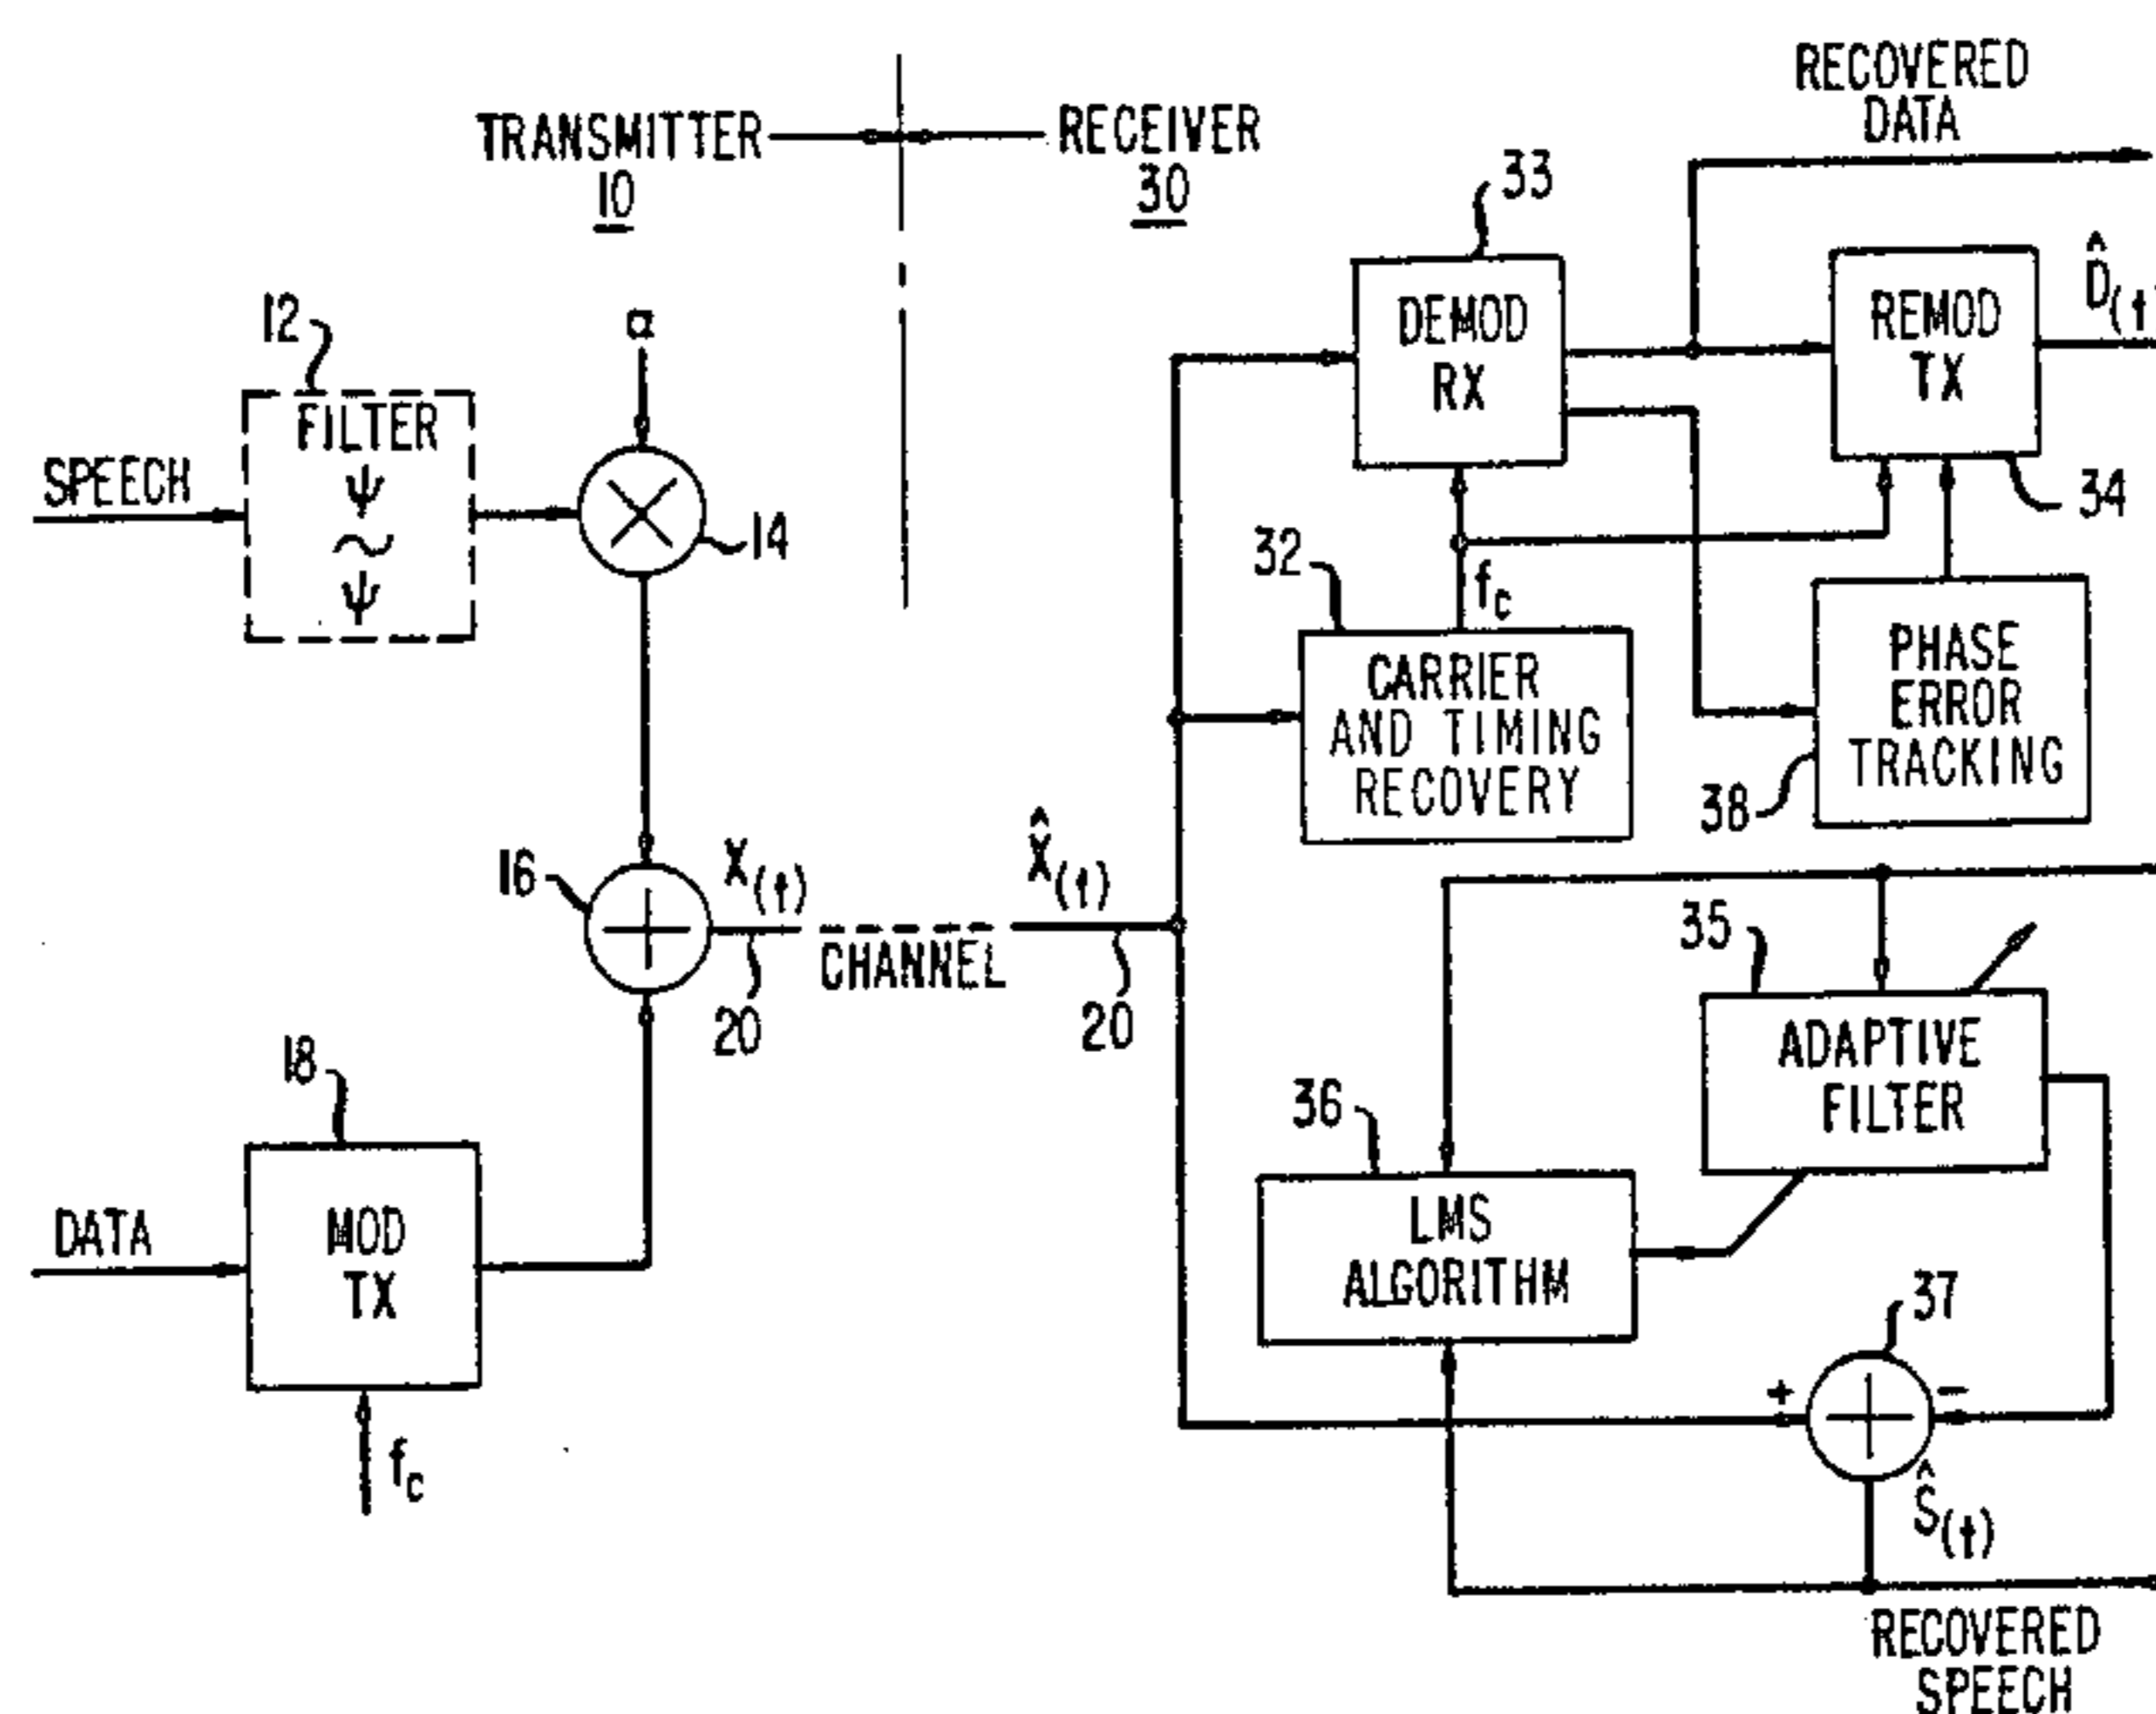 TRANSMITTER
10
RECEIVER
30
RECOVERED
DATA
33
12
α
FILTER
SPEECH
14
DEMOD
RX
REMOD
TX
D̂(t
34
32
fc
CARRIER
AND TIMING
RECOVERY
PHASE
ERROR
TRACKING
38
16
X(t)
X̂(t)
CHANNEL
20
20
35
ADAPTIVE
FILTER
18
36
DATA
MOD
TX
LMS
ALGORITHM
37
+
−
fc
Ŝ(t)
RECOVERED
SPEECH